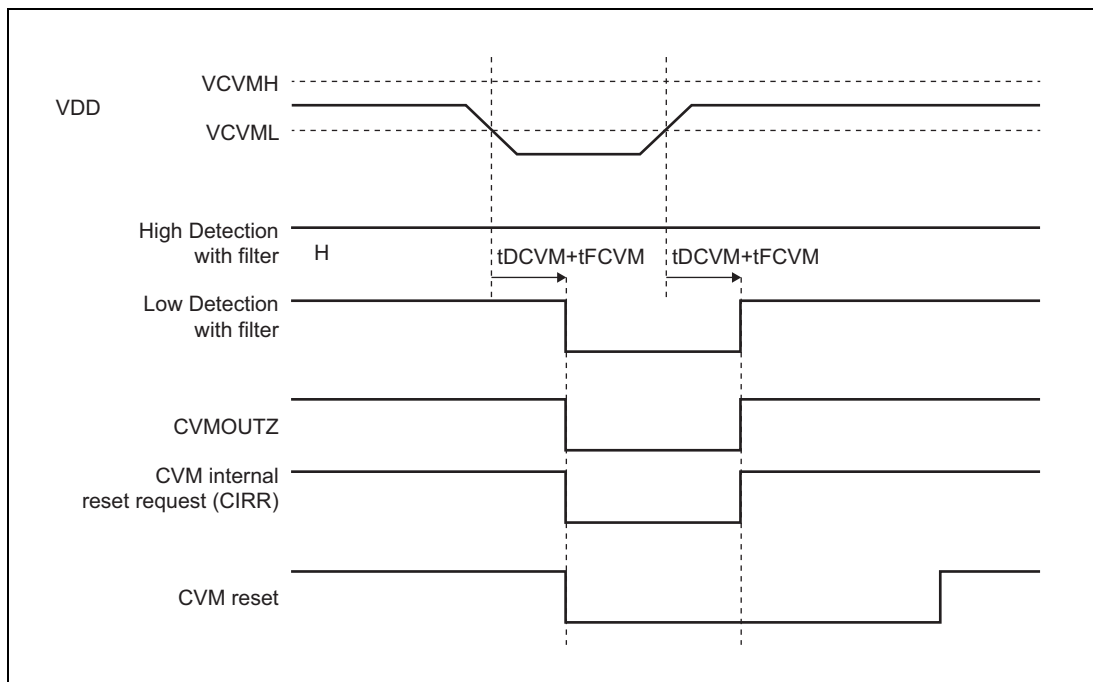 VCVMH
VDD
VCVML
High Detection
with filter
H
tDCVM+tFCVM
tDCVM+tFCVM
Low Detection
with filter
CVMOUTZ
CVM internal
reset request (CIRR)
CVM reset